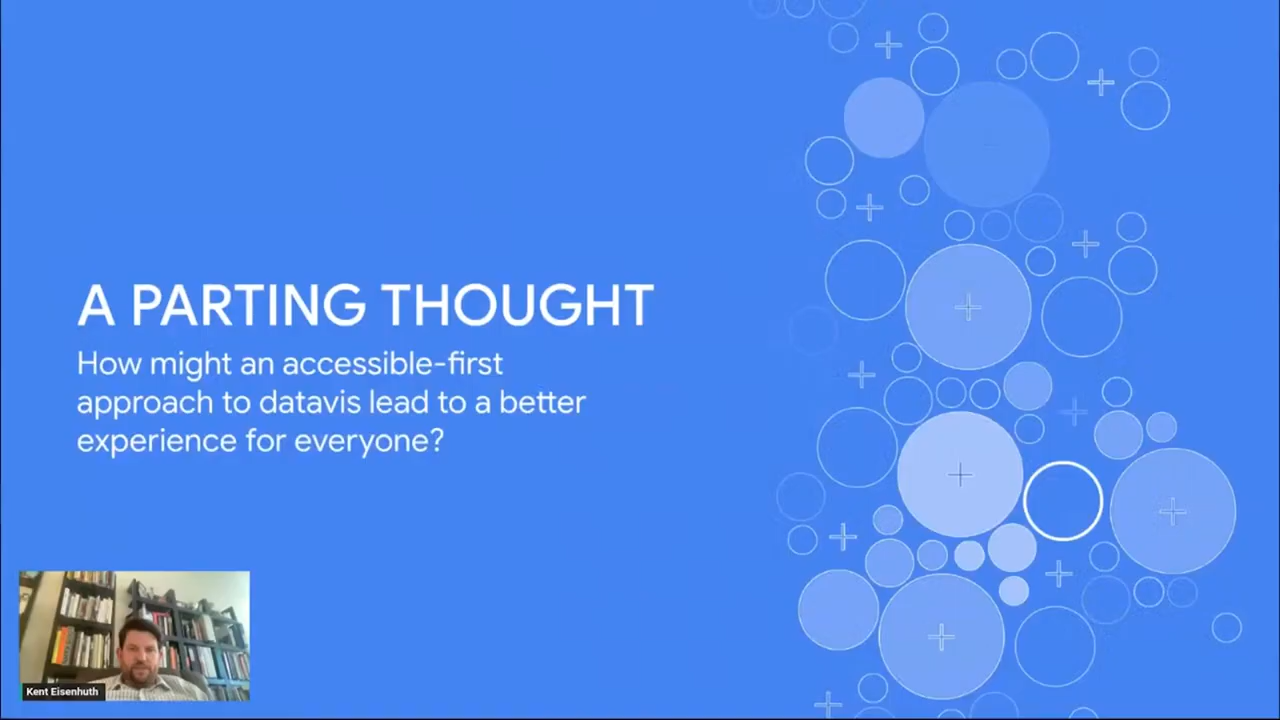 A PARTING THOUGHT
How might an accessible-first
approach to datavis lead to a better
experience for everyone?
Kent Eisenhuth